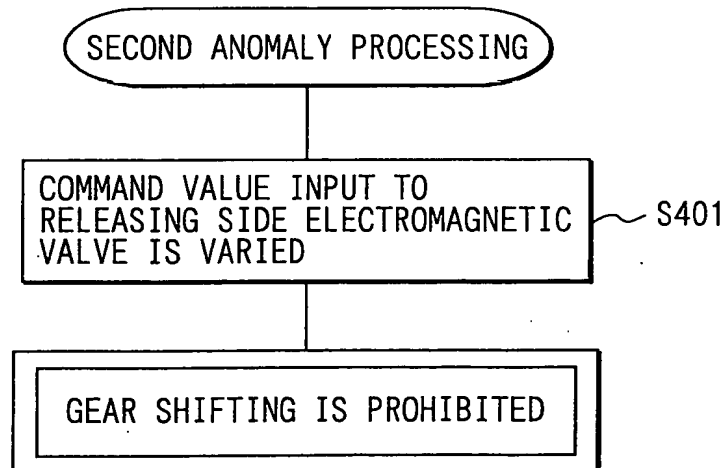 SECOND ANOMALY PROCESSING
COMMAND VALUE INPUT TO
RELEASING SIDE ELECTROMAGNETIC
VALVE IS VARIED
S401
GEAR SHIFTING IS PROHIBITED